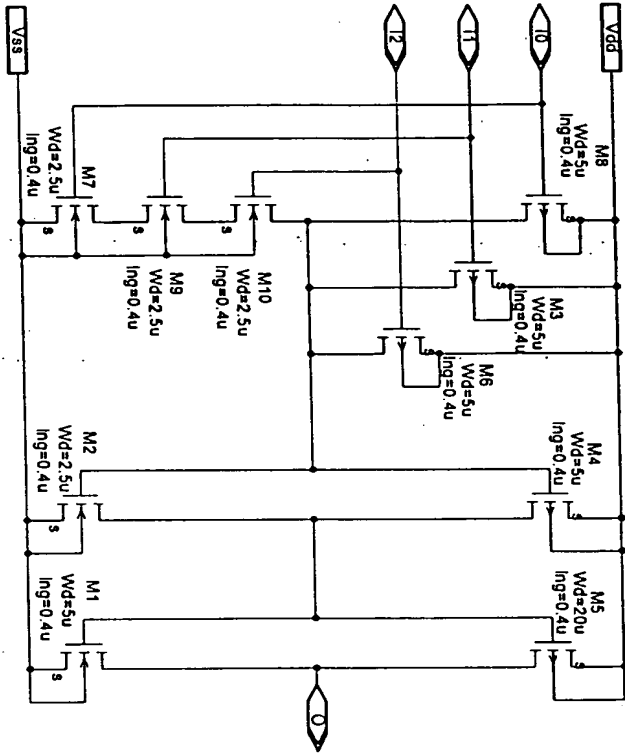 Vdd
I0
I1
I2
Vss
M8
Wd=5u
lng=0.4u
s
M3
Wd=5u
lng=0.4u
s
M6
Wd=5u
lng=0.4u
s
M10
Wd=2.5u
lng=0.4u
s
M9
Wd=2.5u
lng=0.4u
s
M7
Wd=2.5u
lng=0.4u
s
M4
Wd=5u
lng=0.4u
s
M2
Wd=2.5u
lng=0.4u
s
M5
Wd=20u
lng=0.4u
s
M1
Wd=5u
lng=0.4u
s
O